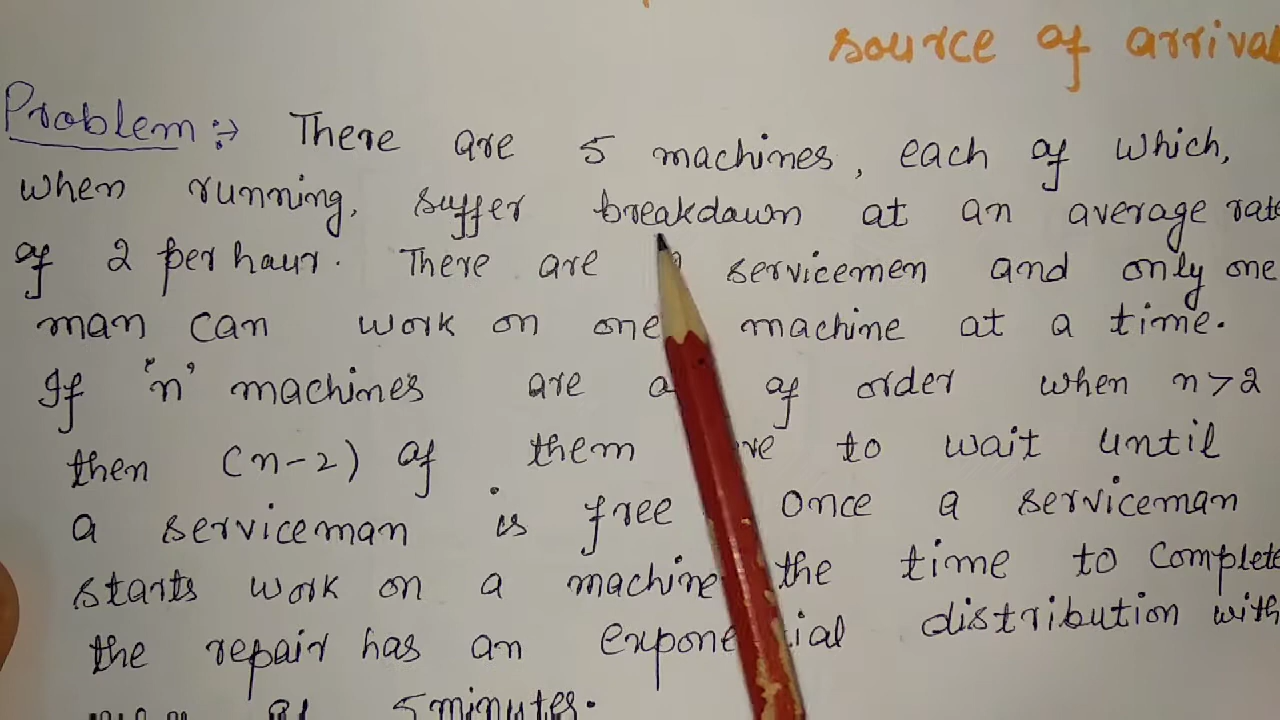 source of arrival
Problem :→ There are 5 machines, each of which,
when running, suffer breakdown at an average rate
of 2 per hour. There are servicemen and only one
man can work on one machine at a time.
If 'n' machines are of order when n>2
then (n-2) of them to wait until
a serviceman is free Once a serviceman
starts work on a machine the time to complete
the repair has an exponential distribution with
5 minutes.